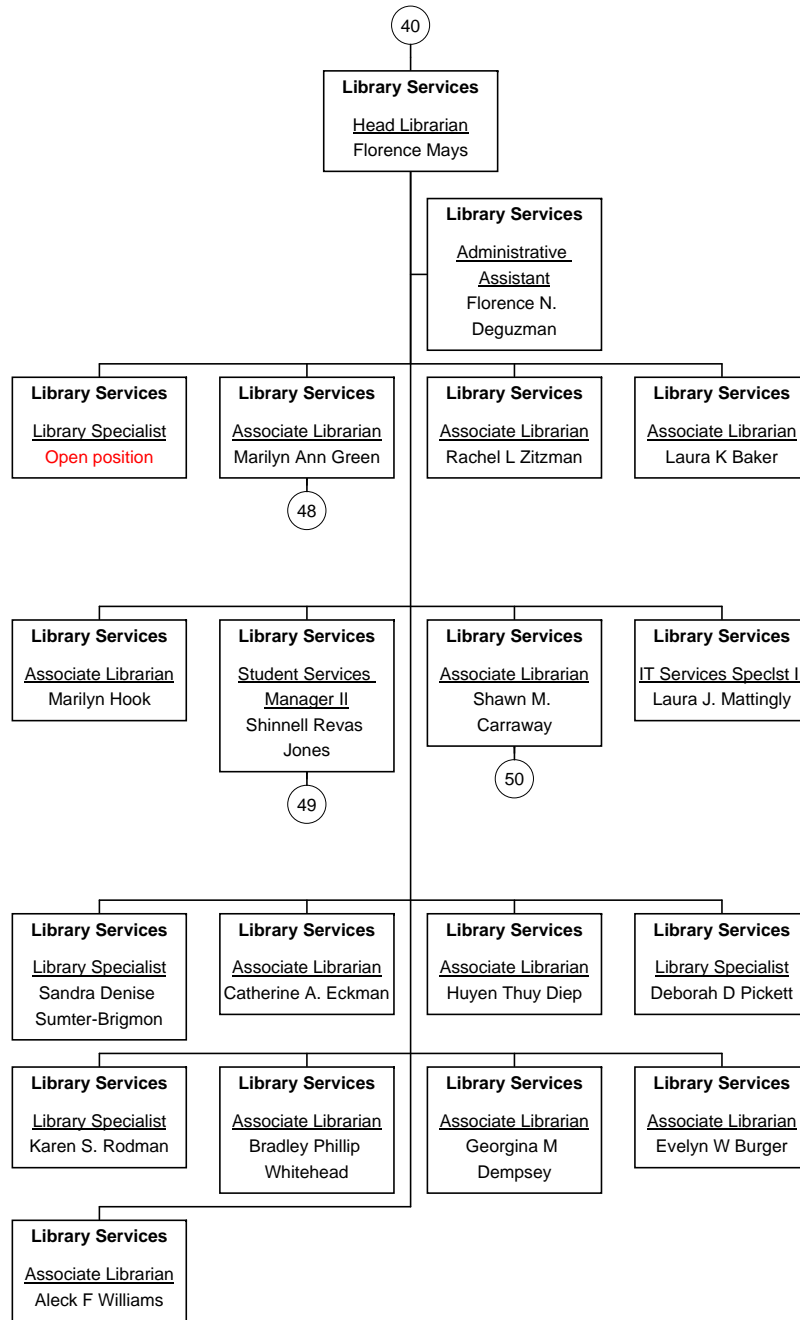 40
Library Services
Head Librarian
Florence Mays
Library Services
Administrative
Assistant
Florence N.
Deguzman
Library Services
Library Specialist
Open position
Library Services
Associate Librarian
Marilyn Ann Green
48
Library Services
Associate Librarian
Rachel L Zitzman
Library Services
Associate Librarian
Laura K Baker
Library Services
Associate Librarian
Marilyn Hook
Library Services
Student Services
Manager II
Shinnell Revas
Jones
49
Library Services
Associate Librarian
Shawn M.
Carraway
50
Library Services
IT Services Speclst I
Laura J. Mattingly
Library Services
Library Specialist
Sandra Denise
Sumter-Brigmon
Library Services
Associate Librarian
Catherine A. Eckman
Library Services
Associate Librarian
Huyen Thuy Diep
Library Services
Library Specialist
Deborah D Pickett
Library Services
Library Specialist
Karen S. Rodman
Library Services
Associate Librarian
Bradley Phillip
Whitehead
Library Services
Associate Librarian
Georgina M
Dempsey
Library Services
Associate Librarian
Evelyn W Burger
Library Services
Associate Librarian
Aleck F Williams